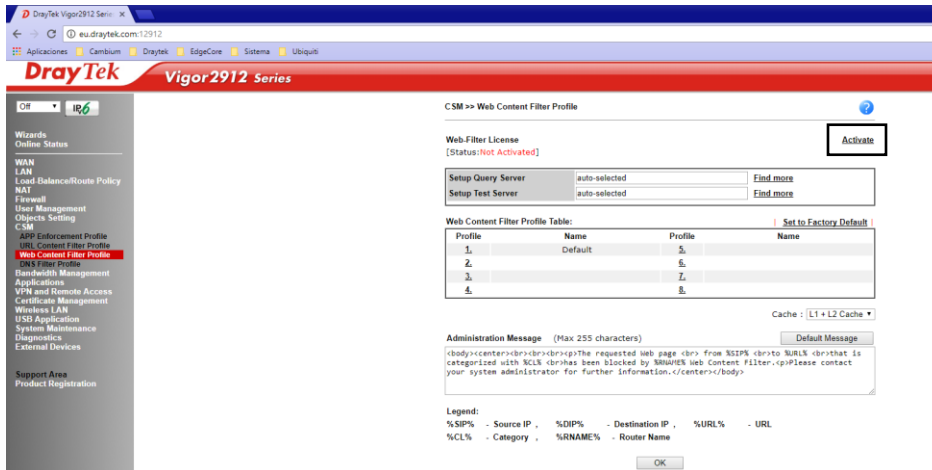 DrayTek Vigor2912 Serie
eu.draytek.com:12912
Aplicaciones Cambium Draytek EdgeCore Sistema Ubiquiti
DrayTek Vigor2912 Series
Off IPv6
Wizards
Online Status
WAN
LAN
Load-Balance/Route Policy
NAT
Firewall
User Management
Objects Setting
CSM
APP Enforcement Profile
URL Content Filter Profile
Web Content Filter Profile
DNS Filter Profile
Bandwidth Management
Applications
VPN and Remote Access
Certificate Management
Wireless LAN
USB Application
System Maintenance
Diagnostics
External Devices
Support Area
Product Registration
CSM >> Web Content Filter Profile ?
Web-Filter License Activate
[Status:Not Activated]
Setup Query Server auto-selected Find more
Setup Test Server auto-selected Find more
Web Content Filter Profile Table: | Set to Factory Default |
Profile Name Profile Name
1. Default 5.
2. 6.
3. 7.
4. 8.
Cache : L1 + L2 Cache
Administration Message (Max 255 characters) Default Message
<body><center><br><br><br><p>The requested Web page <br> from %SIP% <br>to %URL% <br>that is
categorized with %CL% <br>has been blocked by %RNAME% Web Content Filter.<p>Please contact
your system administrator for further information.</center></body>
Legend:
%SIP% - Source IP , %DIP% - Destination IP , %URL% - URL
%CL% - Category , %RNAME% - Router Name
OK